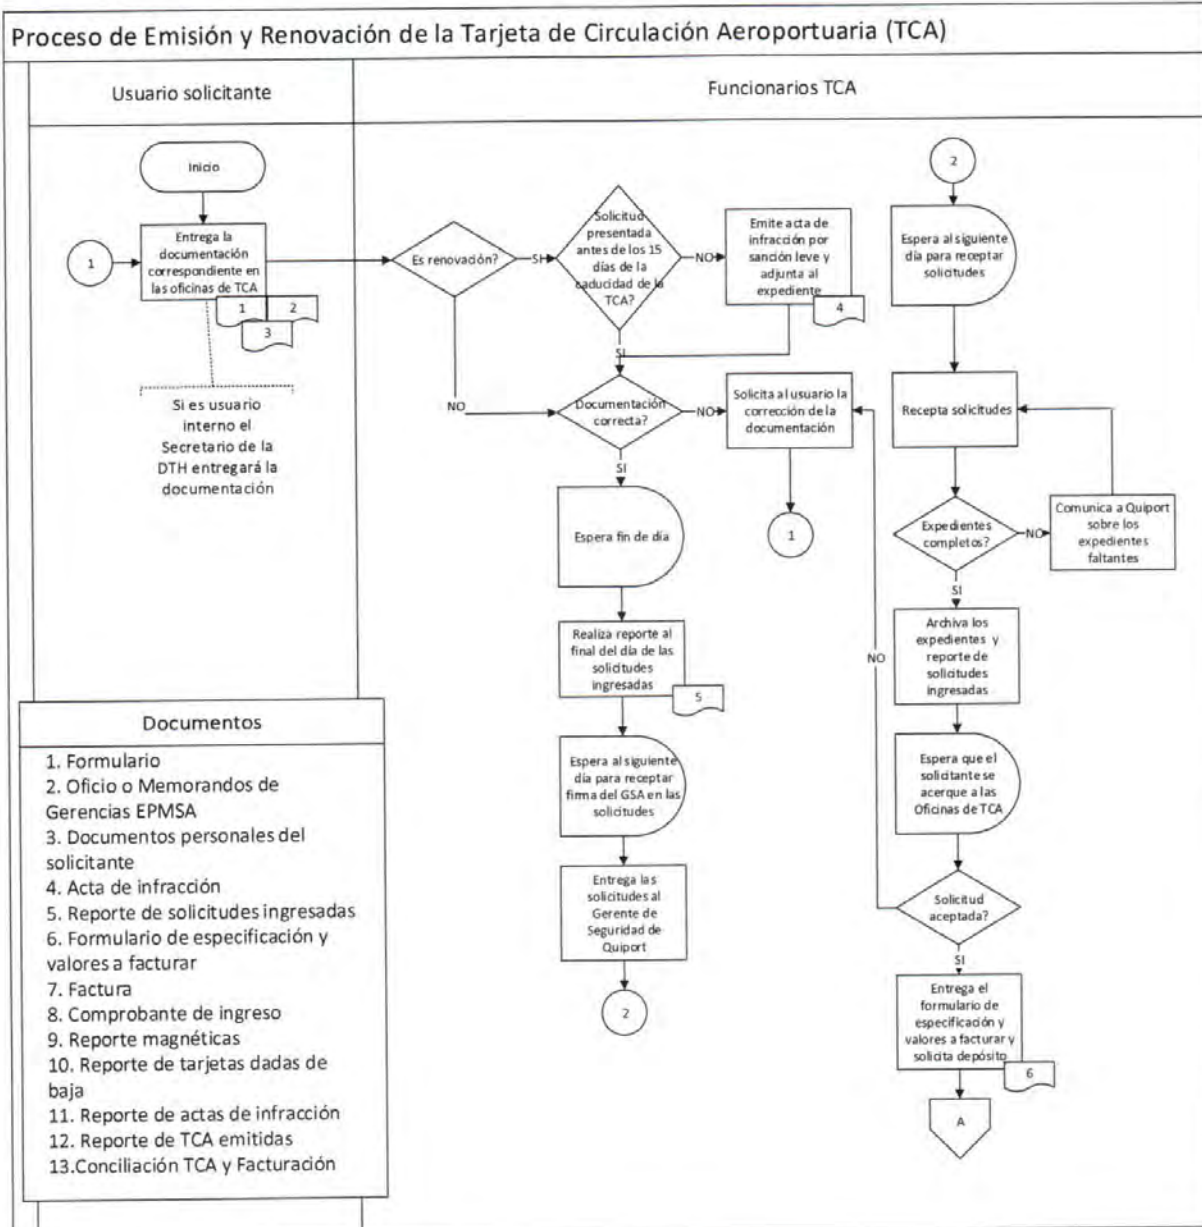 Proceso de Emisión y Renovación de la Tarjeta de Circulación Aeroportuaria (TCA)
Usuario solicitante
Funcionarios TCA
Inicio
1
Entrega la
documentación
correspondiente en
las oficinas de TCA
1
2
3
Si es usuario
interno el
Secretario de la
DTH entregará la
documentación
Es renovación?
SI
NO
Solicitud
presentada
antes de los 15
días de la
caducidad de la
TCA?
NO
SI
Emite acta de
infracción por
sanción leve y
adjunta al
expediente
4
Documentación
correcta?
NO
SI
Solicita al usuario la
corrección de la
documentación
1
Espera fin de día
Realiza reporte al
final del día de las
solicitudes
ingresadas
5
Espera al siguiente
día para receptar
firma del GSA en las
solicitudes
Entrega las
solicitudes al
Gerente de
Seguridad de
Quiport
2
2
Espera al siguiente
día para receptar
solicitudes
Recepta solicitudes
Expedientes
completos?
NO
Comunica a Quiport
sobre los
expedientes
faltantes
SI
Archiva los
expedientes y
reporte de
solicitudes
ingresadas
Espera que el
solicitante se
acerque a las
Oficinas de TCA
Solicitud
aceptada?
NO
SI
Entrega el
formulario de
especificación y
valores a facturar y
solicita depósito
6
A
Documentos
1. Formulario
2. Oficio o Memorandos de
Gerencias EPMSA
3. Documentos personales del
solicitante
4. Acta de infracción
5. Reporte de solicitudes ingresadas
6. Formulario de especificación y
valores a facturar
7. Factura
8. Comprobante de ingreso
9. Reporte magnéticas
10. Reporte de tarjetas dadas de
baja
11. Reporte de actas de infracción
12. Reporte de TCA emitidas
13.Conciliación TCA y Facturación